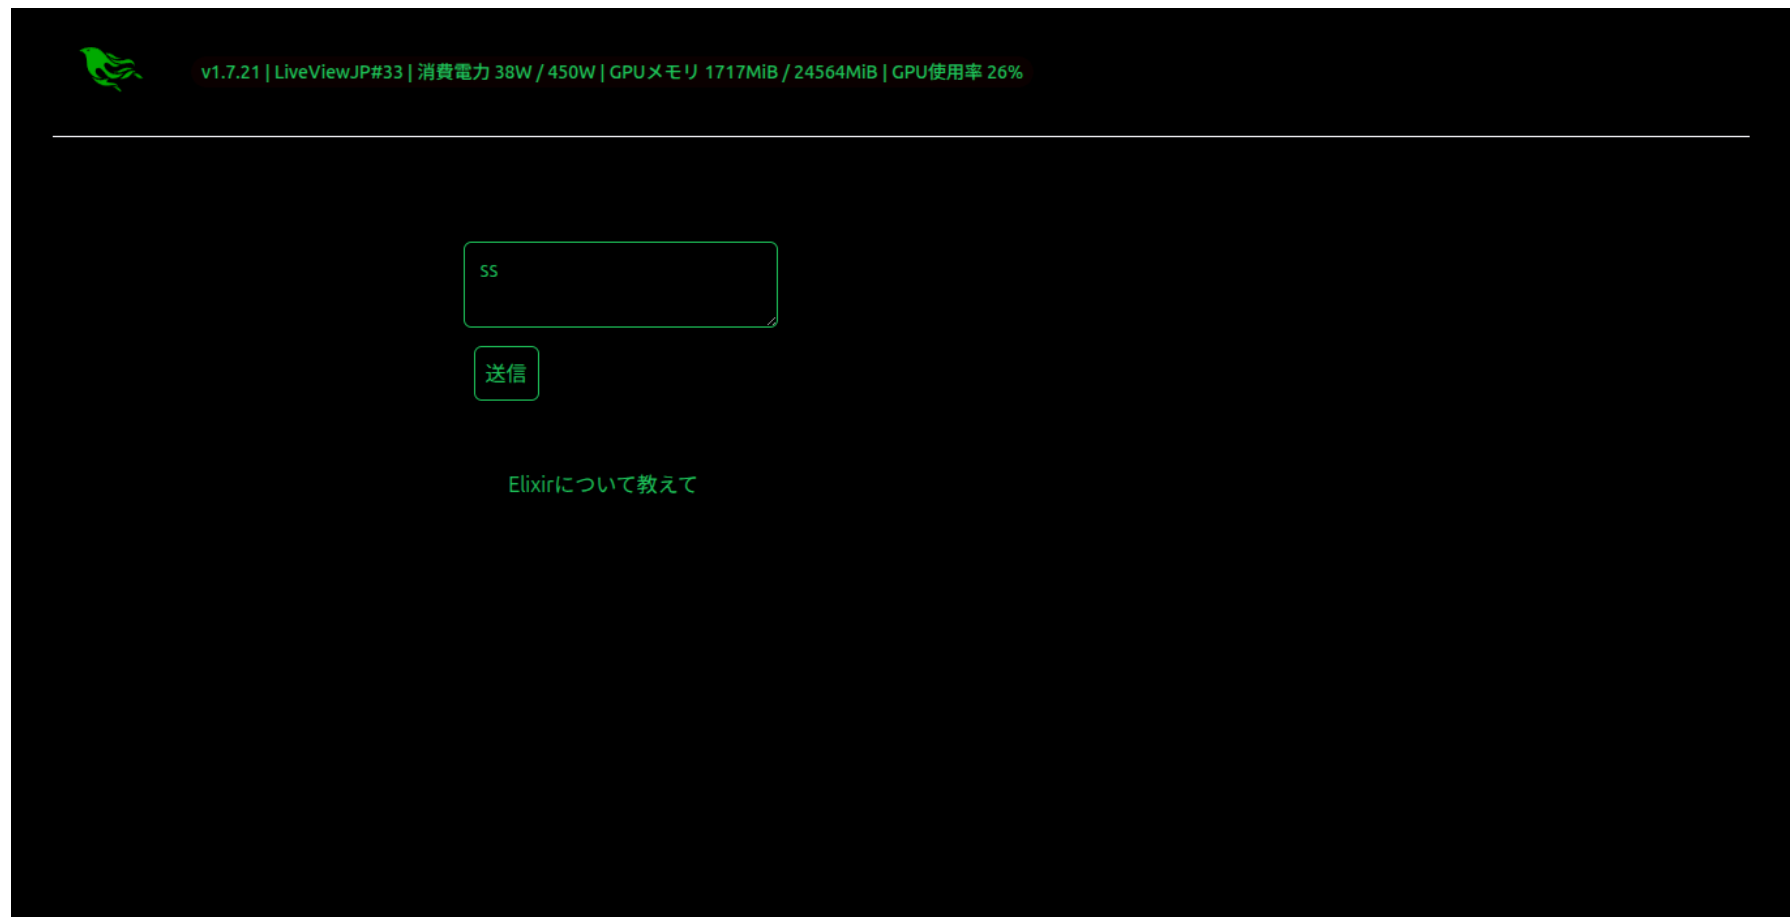 v1.7.21 | LiveViewJP#33 | 消費電力 38W / 450W | GPUメモリ 1717MiB / 24564MiB | GPU使用率 26%
ss
送信
Elixirについて教えて